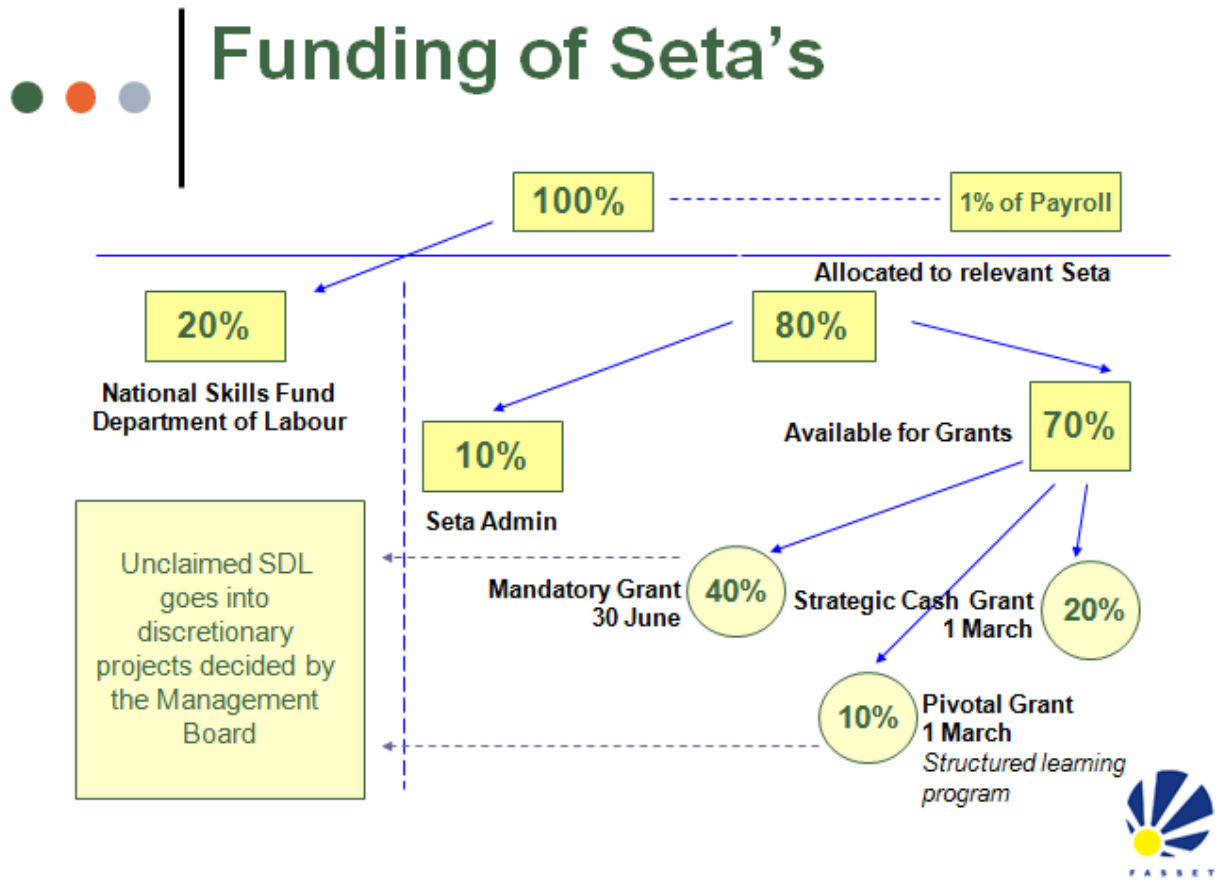 Funding of Seta's
100%
1% of Payroll
Allocated to relevant Seta
20%
80%
National Skills Fund
Department of Labour
Available for Grants
70%
10%
Seta Admin
Unclaimed SDL
goes into
discretionary
projects decided by
the Management
Board
Mandatory Grant
30 June
40%
Strategic Cash Grant
1 March
20%
10%
Pivotal Grant
1 March
Structured learning
program
FASSET